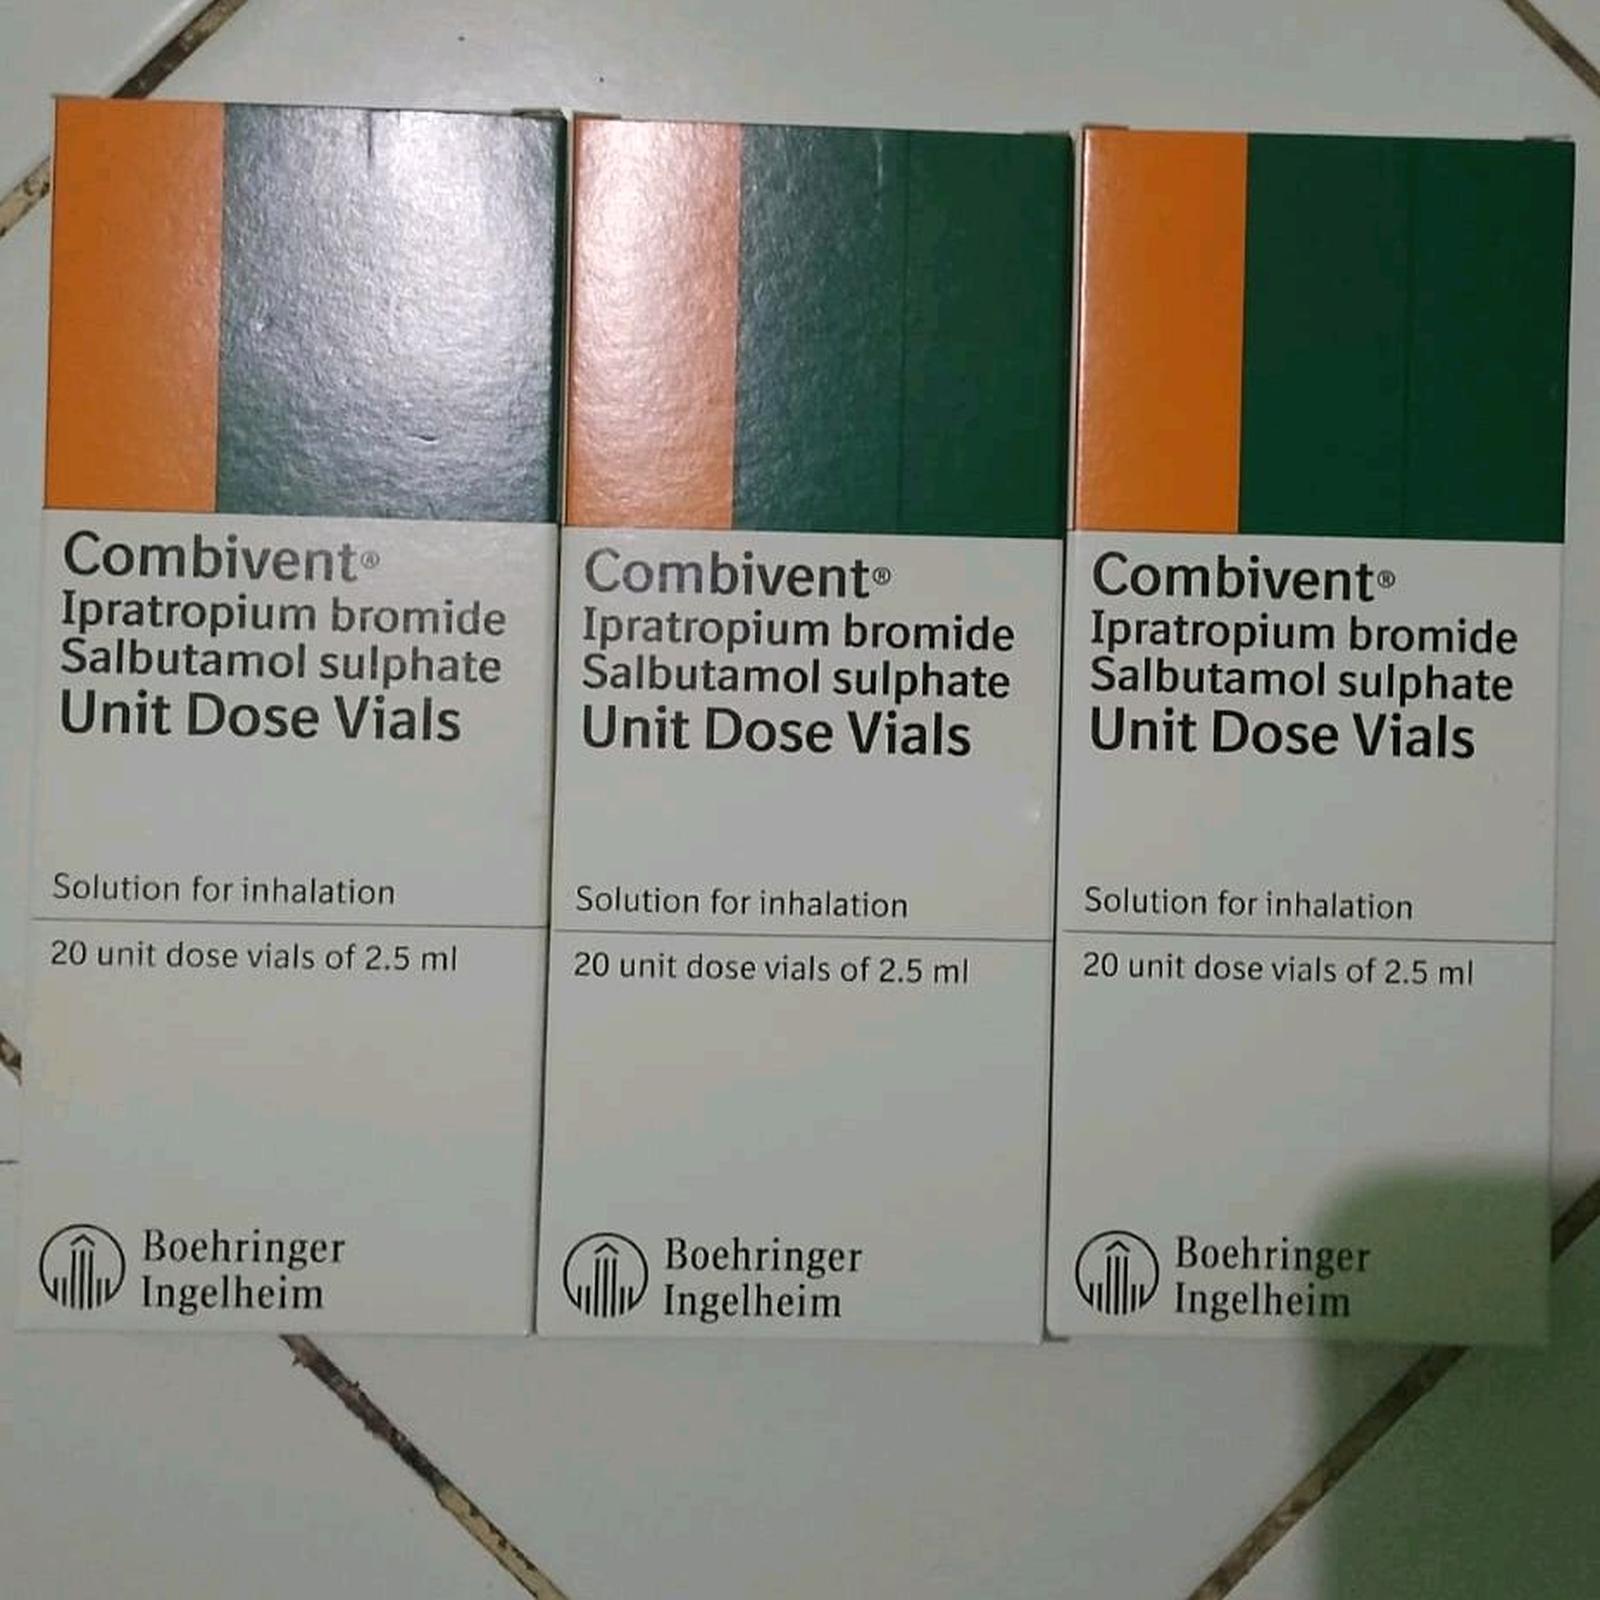 Combivent®
Ipratropium bromide
Salbutamol sulphate
Unit Dose Vials
Solution for inhalation
20 unit dose vials of 2.5 ml
Boehringer
Ingelheim
Combivent®
Ipratropium bromide
Salbutamol sulphate
Unit Dose Vials
Solution for inhalation
20 unit dose vials of 2.5 ml
Boehringer
Ingelheim
Combivent®
Ipratropium bromide
Salbutamol sulphate
Unit Dose Vials
Solution for inhalation
20 unit dose vials of 2.5 ml
Boehringer
Ingelheim